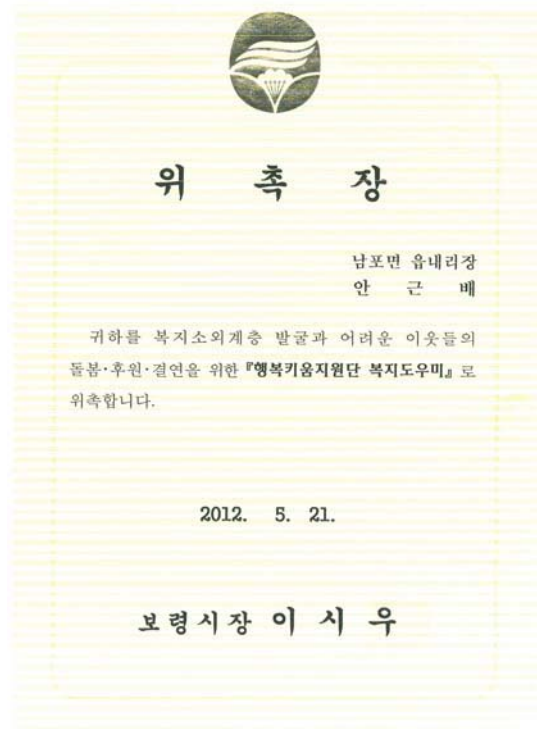 위 촉 장
남포면 읍내리장
안 근 배
귀하를 복지소외계층 발굴과 어려운 이웃들의
돌봄·후원·결연을 위한 『행복키움지원단 복지도우미』로
위촉합니다.
2012. 5. 21.
보령시장 이 시 우